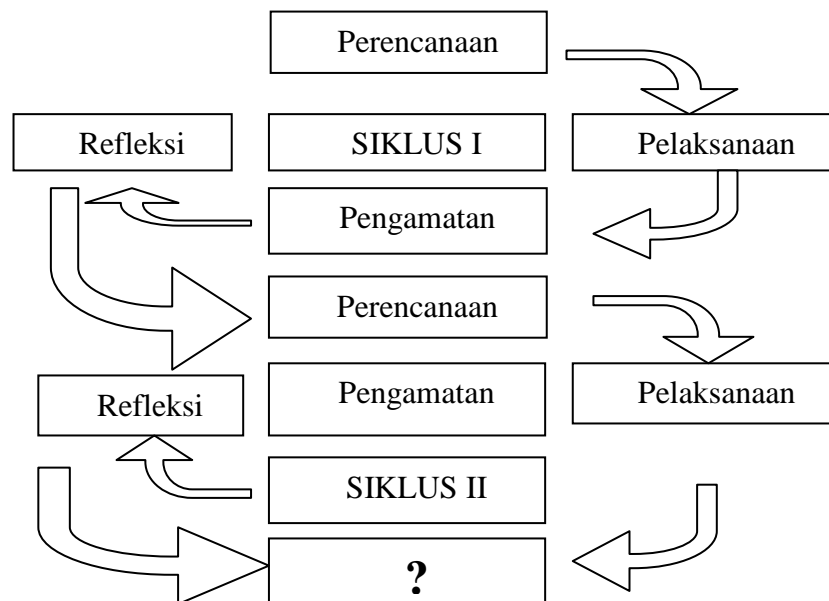 Perencanaan
Refleksi
SIKLUS I
Pelaksanaan
Pengamatan
Perencanaan
Refleksi
Pengamatan
Pelaksanaan
SIKLUS II
?